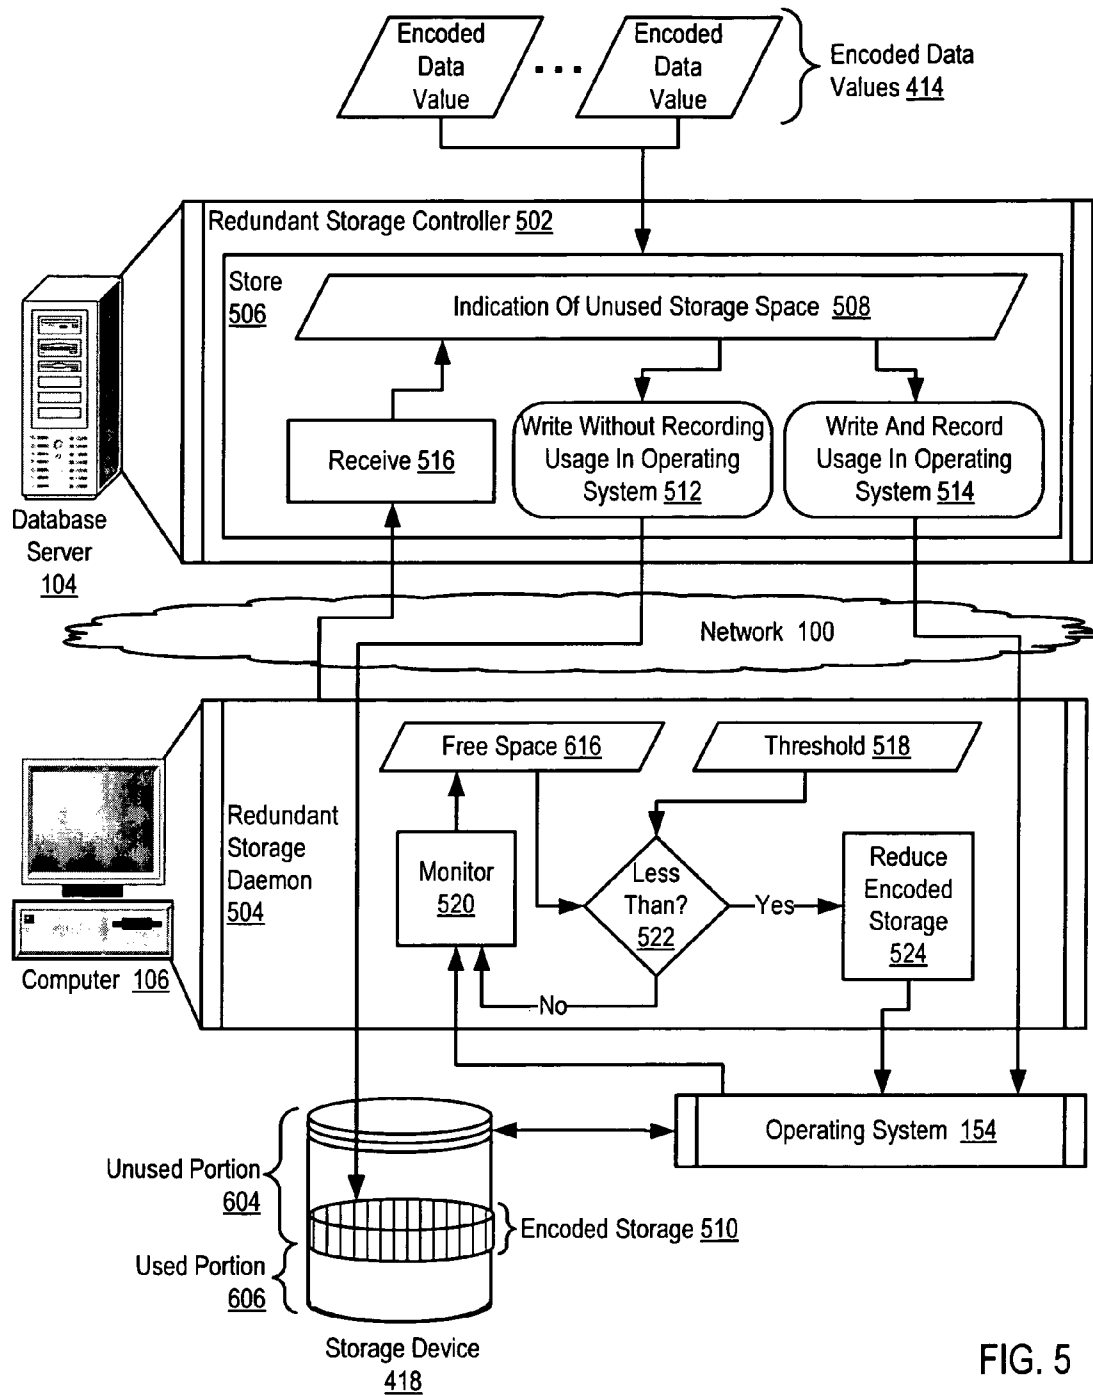 Encoded
Data
Value
...
Encoded
Data
Value
Encoded Data
Values 414
Redundant Storage Controller 502
Store
506
Indication Of Unused Storage Space 508
Receive 516
Write Without Recording
Usage In Operating
System 512
Write And Record
Usage In Operating
System 514
Database
Server
104
Network 100
Redundant
Storage
Daemon
504
Free Space 616
Threshold 518
Monitor
520
Less
Than?
522
Yes
No
Reduce
Encoded
Storage
524
Computer 106
Operating System 154
Unused Portion
604
Used Portion
606
Encoded Storage 510
Storage Device
418
FIG. 5